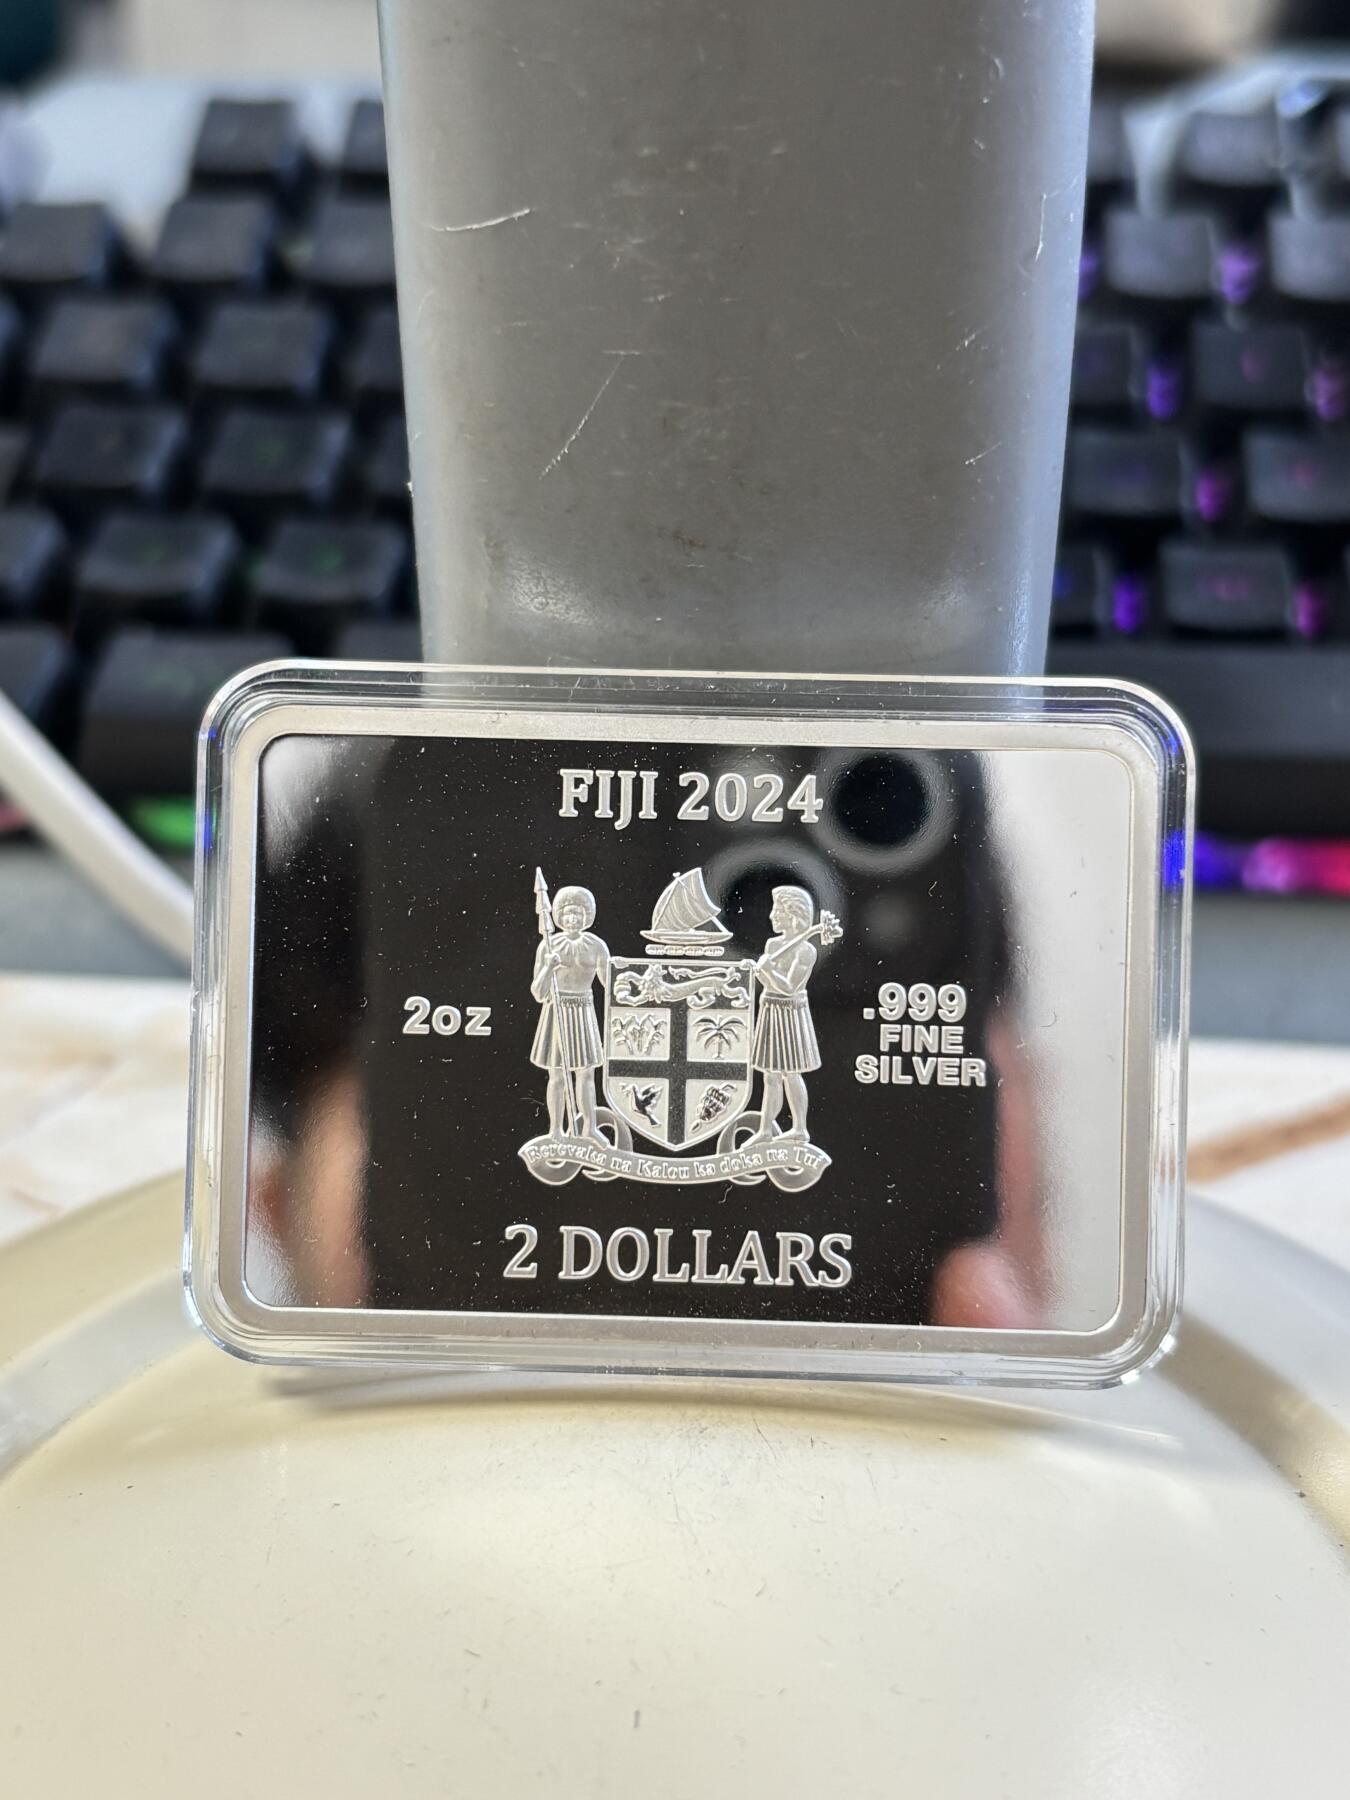 FIJI 2024
2oz
.999
FINE
SILVER
Rerevaka na Kalou ka doka na Tui
2 DOLLARS